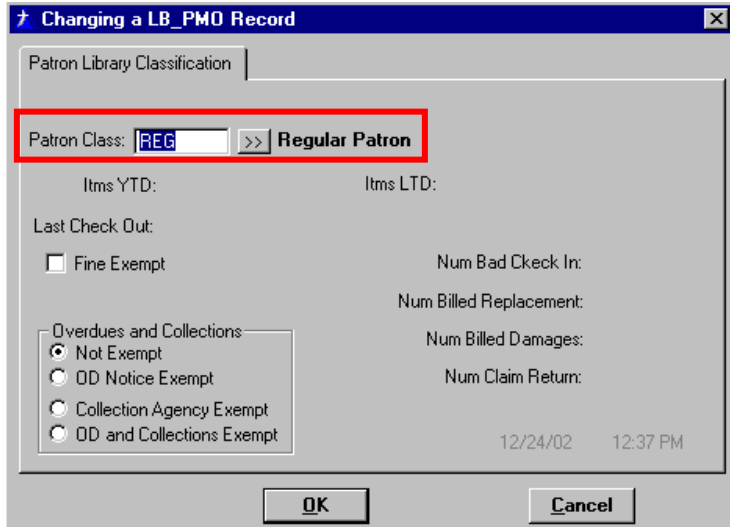 Changing a LB_PMO Record
Patron Library Classification
Patron Class: REG >> Regular Patron
Itms YTD: Itms LTD:
Last Check Out:
Fine Exempt Num Bad Ckeck In:
Num Billed Replacement:
Overdues and Collections
Not Exempt Num Billed Damages:
OD Notice Exempt Num Claim Return:
Collection Agency Exempt
OD and Collections Exempt
12/24/02 12:37 PM
OK Cancel